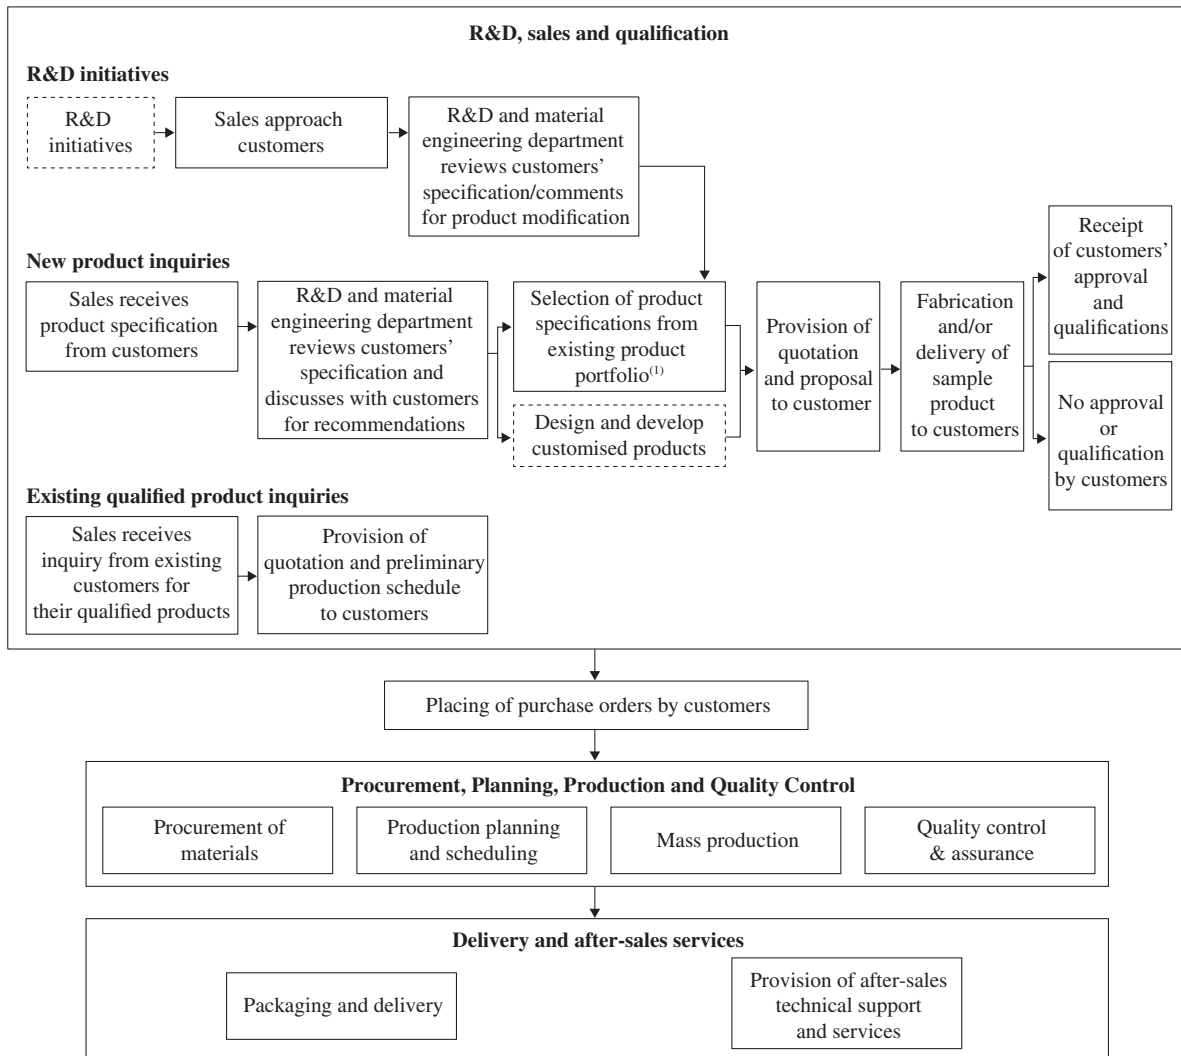 R&D, sales and qualification
R&D initiatives
R&D
initiatives
Sales approach
customers
R&D and material
engineering department
reviews customers’
specification/comments
for product modification
New product inquiries
Sales receives
product specification
from customers
R&D and material
engineering department
reviews customers’
specification and
discusses with customers
for recommendations
Selection of product
specifications from
existing product
portfolio(1)
Design and develop
customised products
Provision of
quotation
and proposal
to customer
Fabrication
and/or
delivery of
sample
product
to customers
Receipt
of customers’
approval
and
qualifications
No approval
or
qualification
by customers
Existing qualified product inquiries
Sales receives
inquiry from existing
customers for
their qualified products
Provision of
quotation and preliminary
production schedule
to customers
Placing of purchase orders by customers
Procurement, Planning, Production and Quality Control
Procurement of
materials
Production planning
and scheduling
Mass production
Quality control
& assurance
Delivery and after-sales services
Packaging and delivery
Provision of after-sales
technical support
and services